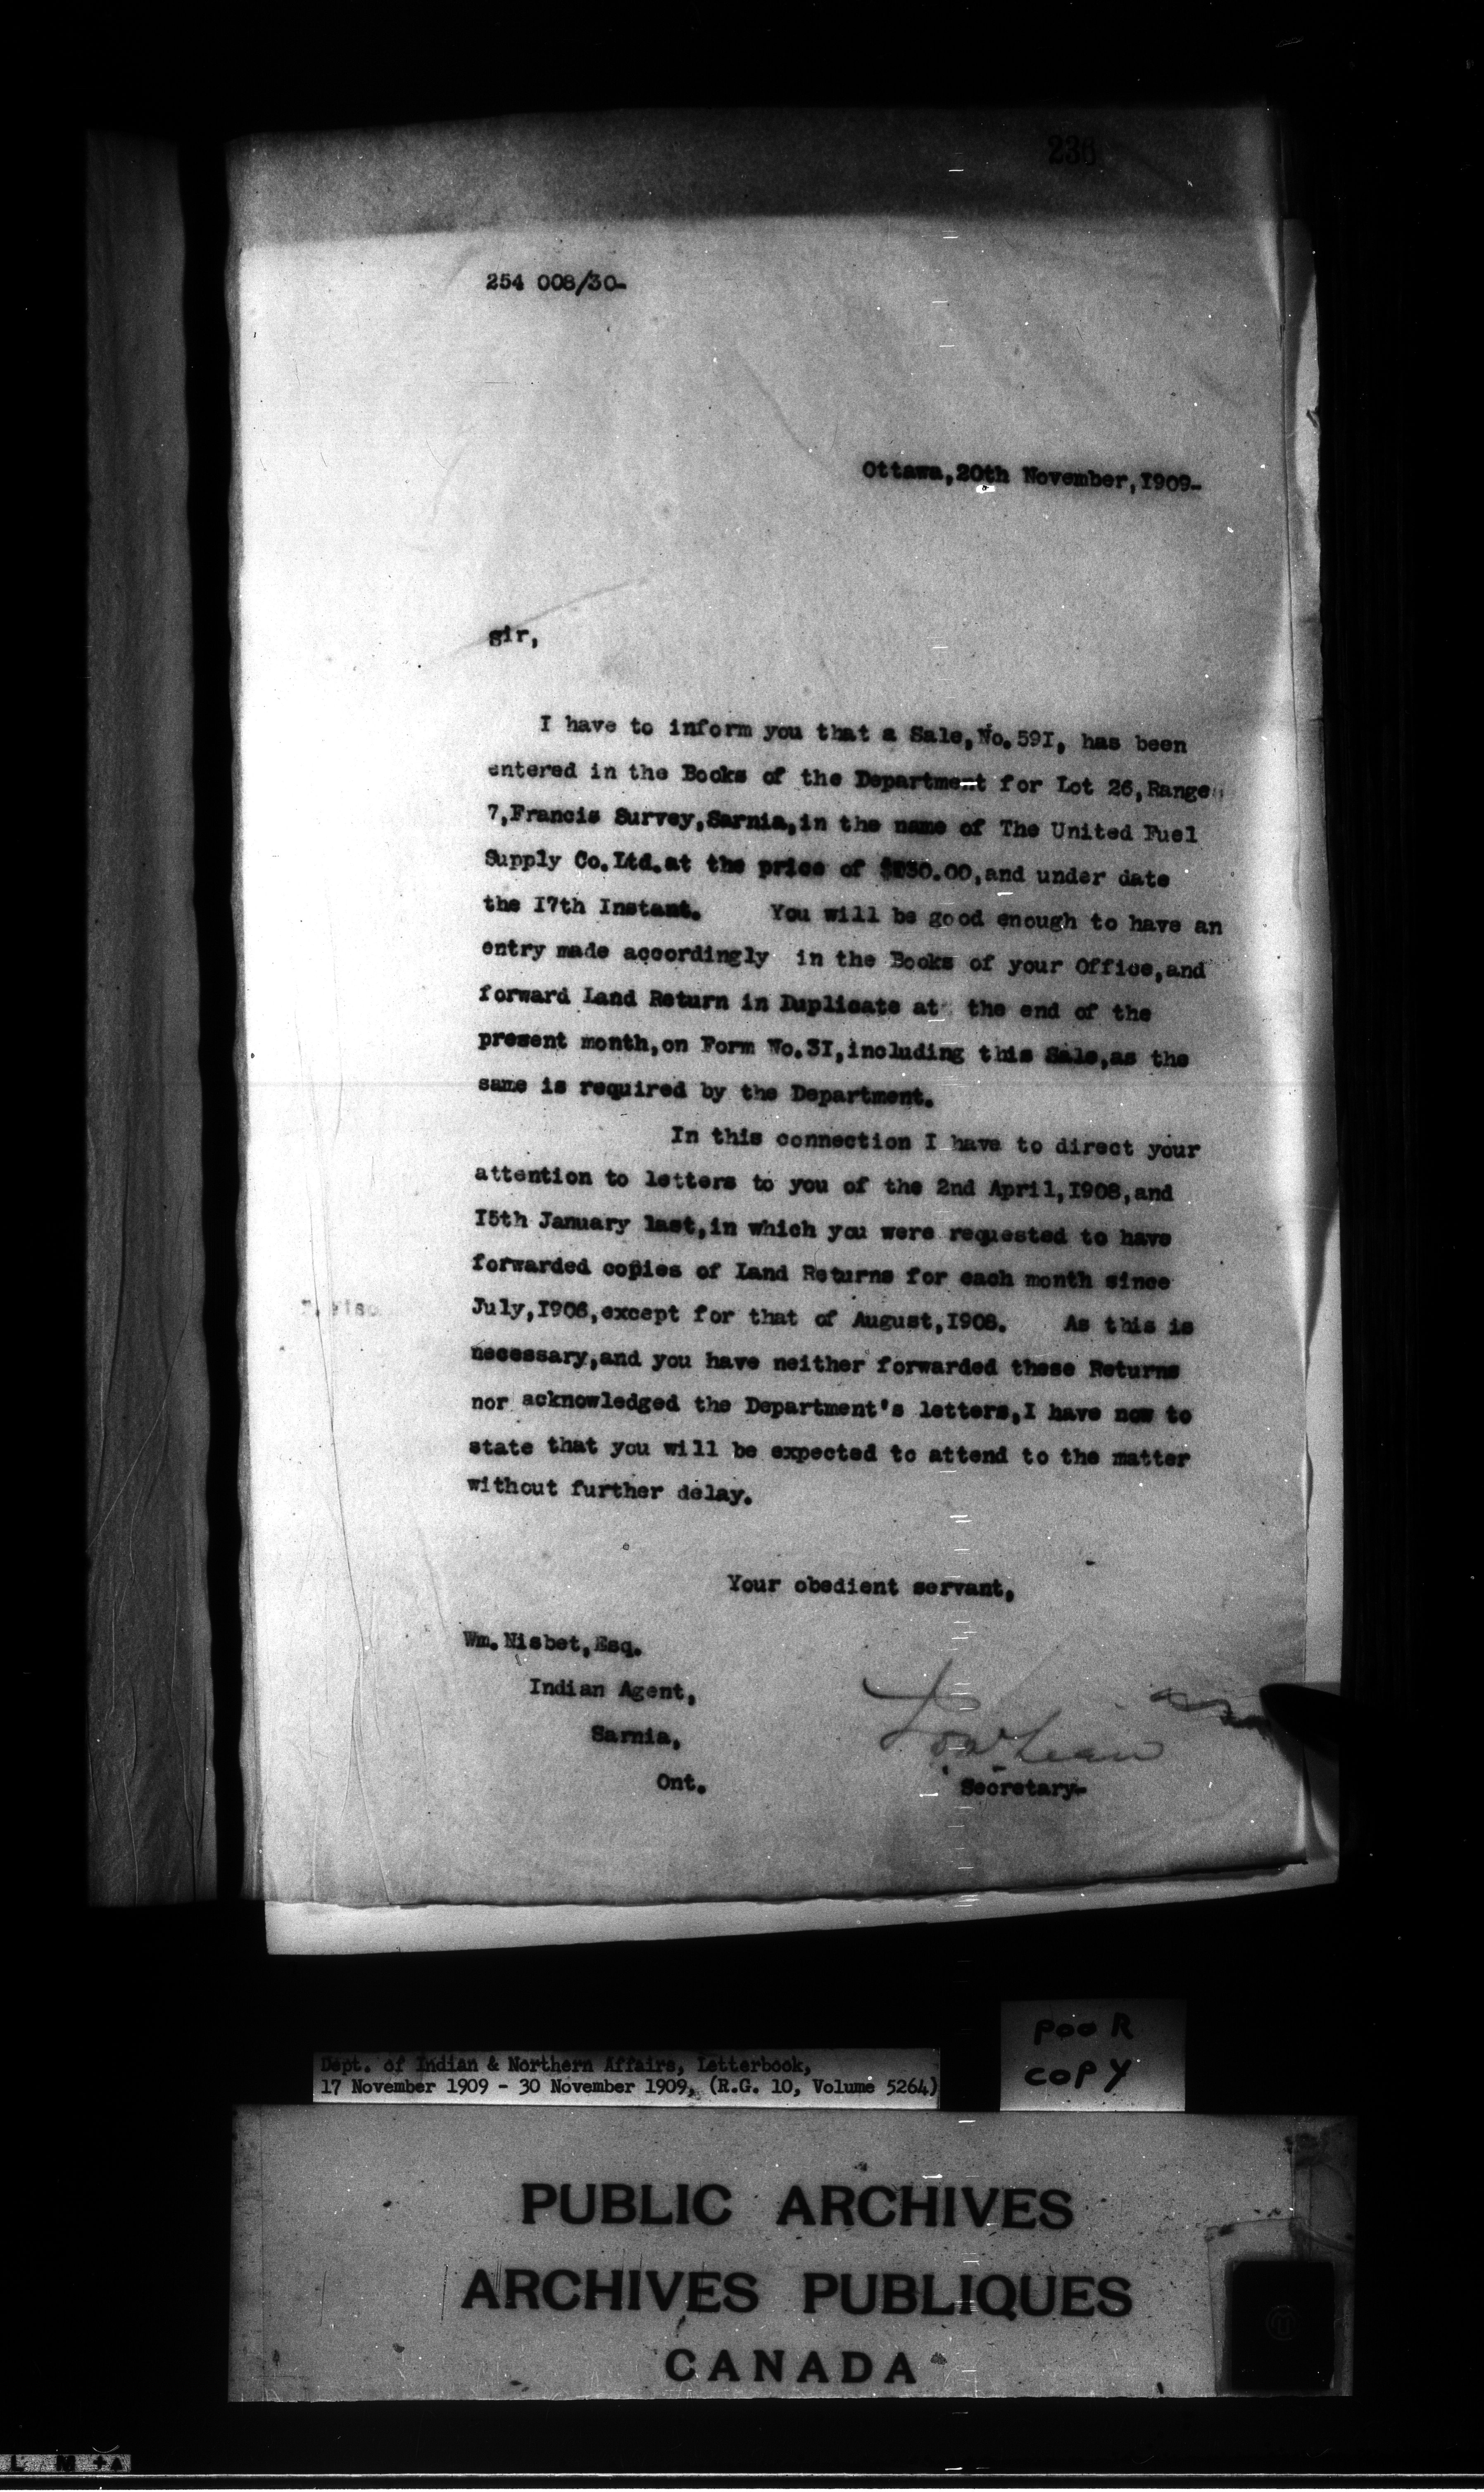 236
254 008/30-
Ottawa, 20th November, 1909-
Sir,
I have to inform you that a Sale, No. 591, has been
entered in the Books of the Department for Lot 26, Range
7, Francis Survey, Sarnia, in the name of The United Fuel
Supply Co. Ltd. at the price of and under date
the 17th Instant. You will be good enough to have an
entry made accordingly in the Books of your Office, and
forward Land Return in Duplicate at the end of the
present month, on Form No. 31, including this Sale, as the
same is required by the Department.
In this connection I have to direct your
attention to letters to you of the 2nd April, 1908, and
15th January last, in which you were requested to have
forwarded copies of Land Returns for each month since
July, 1906, except for that of August, 1908. As this is
necessary, and you have neither forwarded these Returns
nor acknowledged the Department's letters, I have now to
state that you will be expected to attend to the matter
without further delay.
Your obedient servant,
Wm. Nisbet, Esq.
Indian Agent,
Sarnia,
Ont.
Secretary-
Dept. of Indian & Northern Affairs, Letterbook,
17 November 1909 - 30 November 1909, (R.G. 10, Volume 5264)
POOR
COPY
PUBLIC ARCHIVES
ARCHIVES PUBLIQUES
CANADA